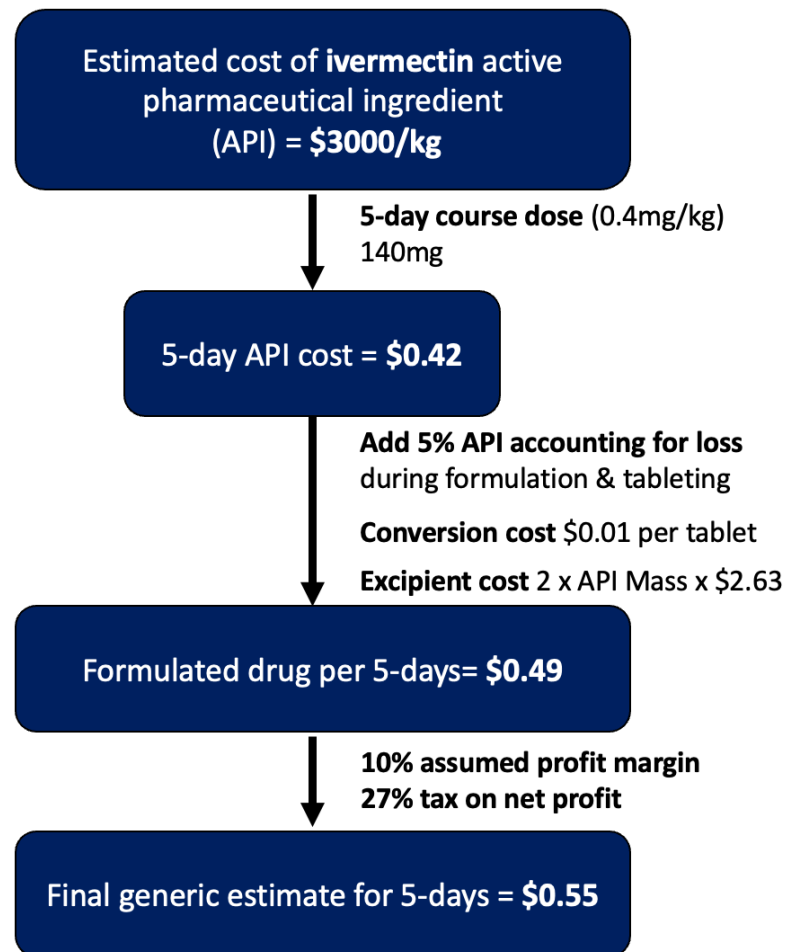 Estimated cost of ivermectin active
pharmaceutical ingredient
(API) = $3000/kg
5-day course dose (0.4mg/kg)
140mg
5-day API cost = $0.42
Add 5% API accounting for loss
during formulation & tableting
Conversion cost $0.01 per tablet
Excipient cost 2 x API Mass x $2.63
Formulated drug per 5-days= $0.49
10% assumed profit margin
27% tax on net profit
Final generic estimate for 5-days = $0.55